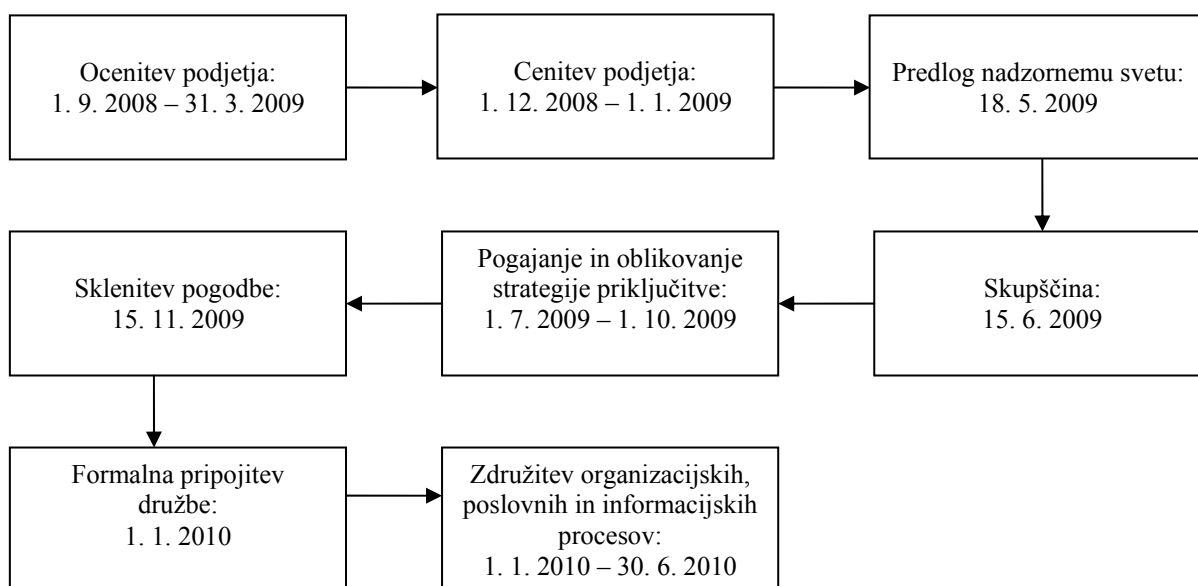 Ocenitev podjetja:
1. 9. 2008 – 31. 3. 2009
Cenitev podjetja:
1. 12. 2008 – 1. 1. 2009
Predlog nadzornemu svetu:
18. 5. 2009
Skupščina:
15. 6. 2009
Pogajanje in oblikovanje
strategije priključitve:
1. 7. 2009 – 1. 10. 2009
Sklenitev pogodbe:
15. 11. 2009
Formalna pripojitev
družbe:
1. 1. 2010
Združitev organizacijskih,
poslovnih in informacijskih
procesov:
1. 1. 2010 – 30. 6. 2010